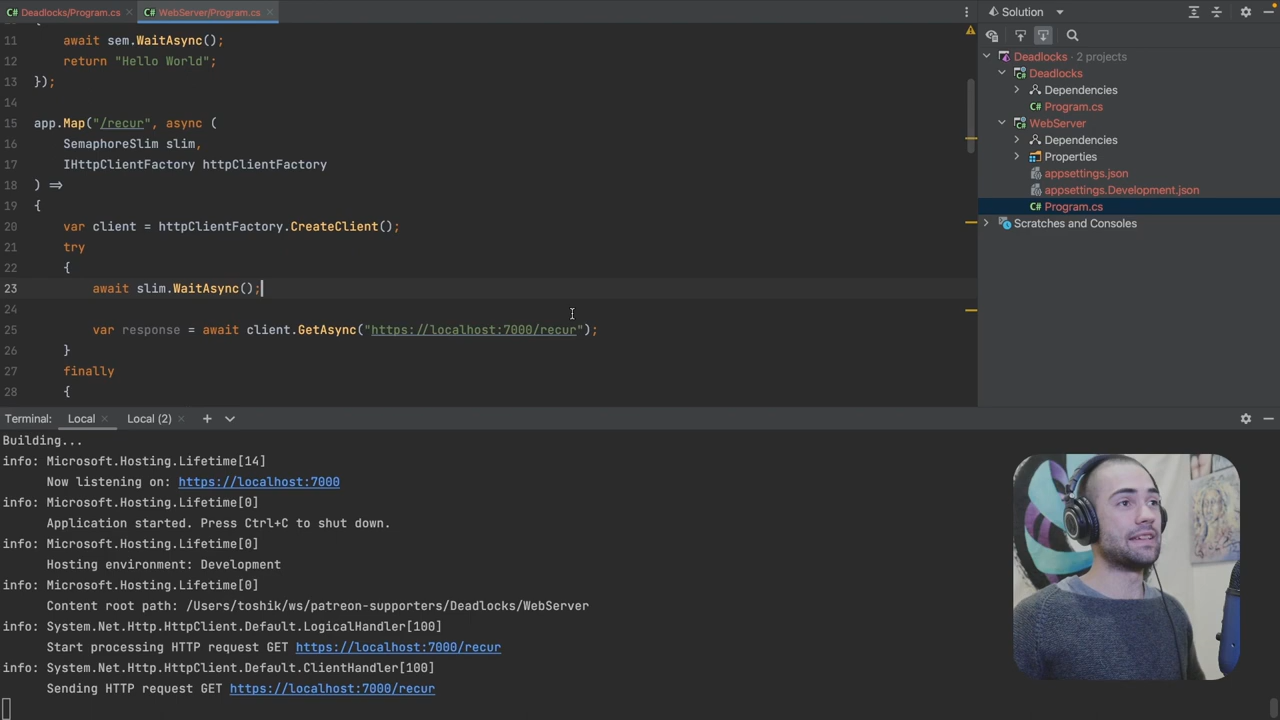 Deadlocks/Program.cs
WebServer/Program.cs
Solution
11 await sem.WaitAsync();
12 return "Hello World";
13 });
14
15 app.Map("/recur", async (
16 SemaphoreSlim slim,
17 IHttpClientFactory httpClientFactory
18 ) =>
19 {
20 var client = httpClientFactory.CreateClient();
21 try
22 {
23 await slim.WaitAsync();
24
25 var response = await client.GetAsync("https://localhost:7000/recur");
26 }
27 finally
28 {
Deadlocks · 2 projects
Deadlocks
Dependencies
Program.cs
WebServer
Dependencies
Properties
appsettings.json
appsettings.Development.json
Program.cs
Scratches and Consoles
Terminal: Local Local (2)
Building...
info: Microsoft.Hosting.Lifetime[14]
Now listening on: https://localhost:7000
info: Microsoft.Hosting.Lifetime[0]
Application started. Press Ctrl+C to shut down.
info: Microsoft.Hosting.Lifetime[0]
Hosting environment: Development
info: Microsoft.Hosting.Lifetime[0]
Content root path: /Users/toshik/ws/patreon-supporters/Deadlocks/WebServer
info: System.Net.Http.HttpClient.Default.LogicalHandler[100]
Start processing HTTP request GET https://localhost:7000/recur
info: System.Net.Http.HttpClient.Default.ClientHandler[100]
Sending HTTP request GET https://localhost:7000/recur